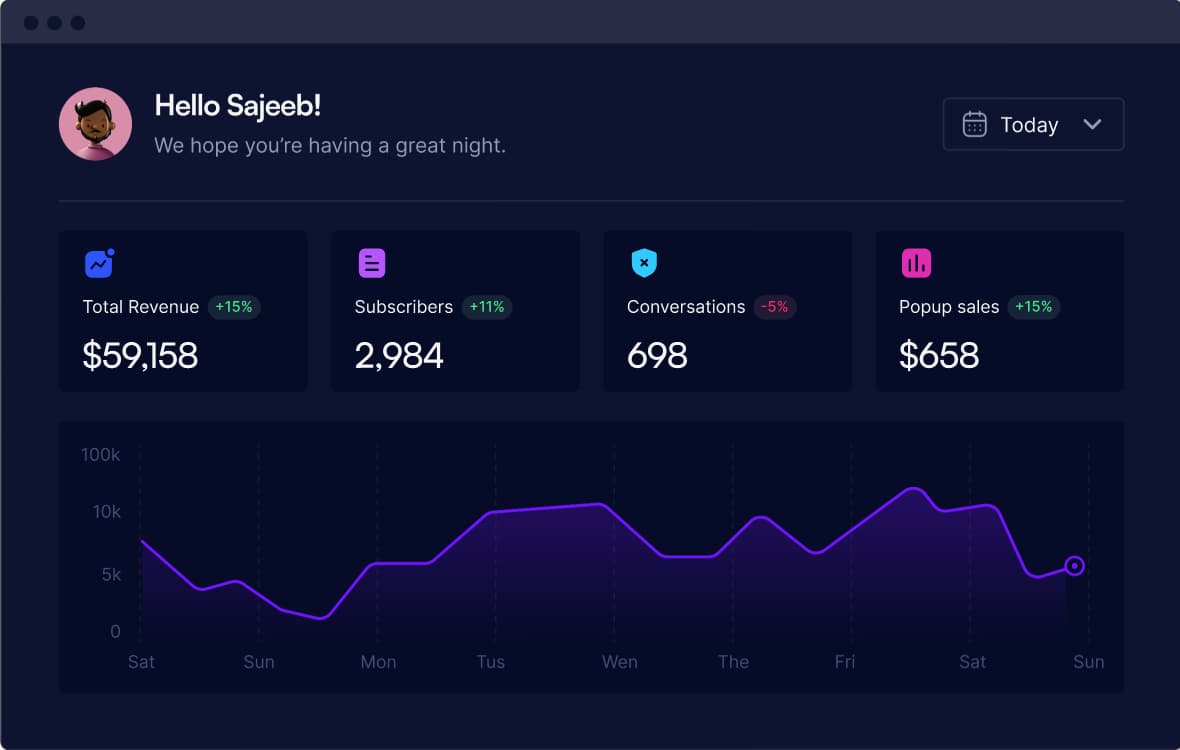 Hello Sajeeb!
We hope you’re having a great night.
Today
Total Revenue +15%
$59,158
Subscribers +11%
2,984
Conversations -5%
698
Popup sales +15%
$658
100k
10k
5k
0
Sat Sun Mon Tus Wen The Fri Sat Sun